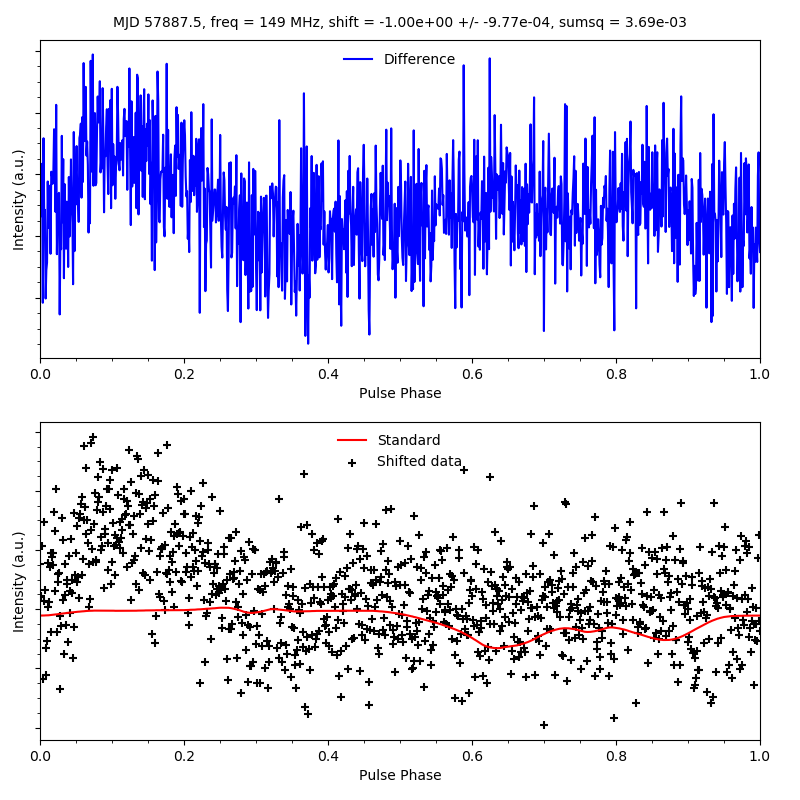 MJD 57887.5, freq = 149 MHz, shift = -1.00e+00 +/- -9.77e-04, sumsq = 3.69e-03
Difference
Intensity (a.u.)
0.0 0.2 0.4 0.6 0.8 1.0
Pulse Phase
Standard
Shifted data
Intensity (a.u.)
0.0 0.2 0.4 0.6 0.8 1.0
Pulse Phase